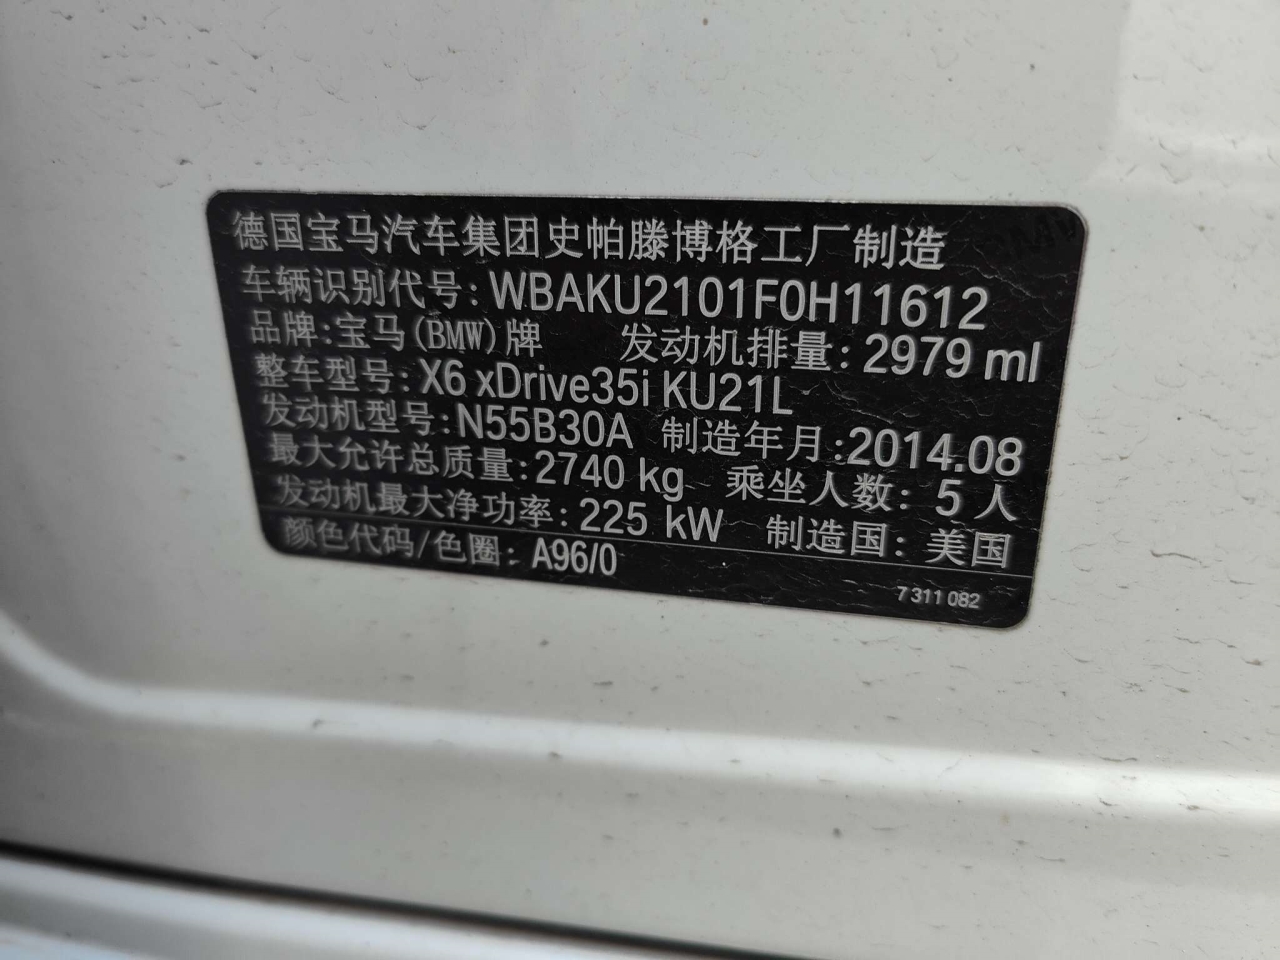 德国宝马汽车集团史帕滕博格工厂制造
车辆识别代号: WBAKU2101F0H11612
品牌:宝马(BMW)牌 发动机排量: 2979 ml
整车型号: X6 xDrive35i KU21L
发动机型号:N55B30A 制造年月:2014.08
最大允许总质量:2740 kg 乘坐人数: 5 人
发动机最大净功率: 225 kW 制造国: 美国
颜色代码/色圈: A96/0
7 311 082